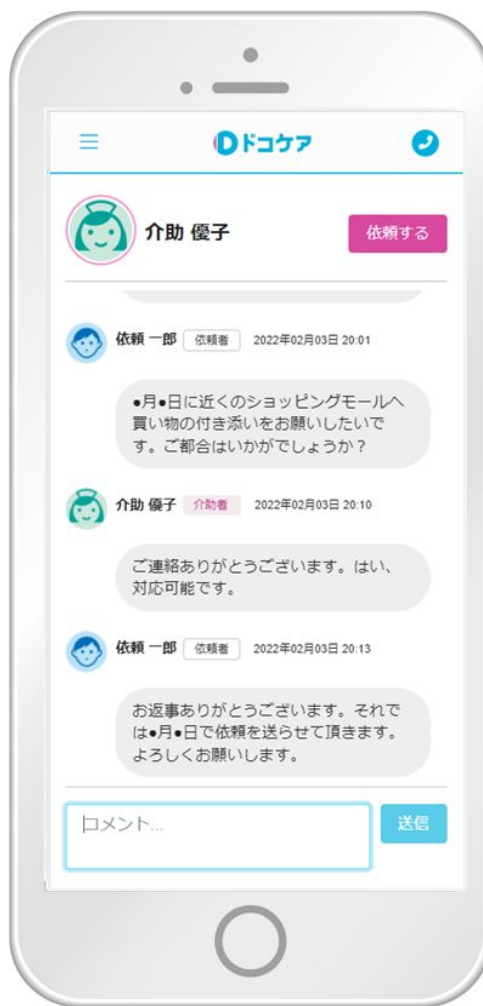 ドコケア
介助 優子
依頼する
依頼 一郎 依頼者 2022年02月03日 20:01
●月●日に近くのショッピングモールへ
買い物の付き添いをお願いしたいで
す。ご都合はいかがでしょうか？
介助 優子 介助者 2022年02月03日 20:10
ご連絡ありがとうございます。はい、
対応可能です。
依頼 一郎 依頼者 2022年02月03日 20:13
お返事ありがとうございます。それで
は●月●日で依頼を送らせて頂きます。
よろしくお願いします。
コメント...
送信